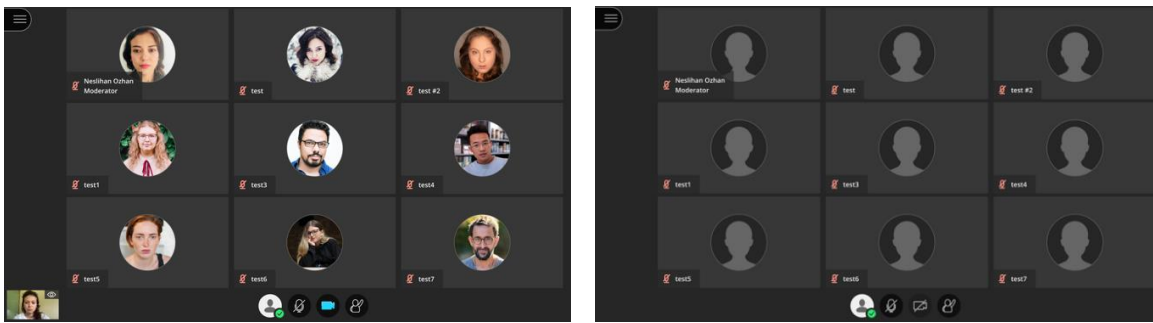 Neslihan Ozhan
Moderator
test
test #2
test1
test3
test4
test5
test6
test7
Neslihan Ozhan
Moderator
test
test #2
test1
test3
test4
test5
test6
test7